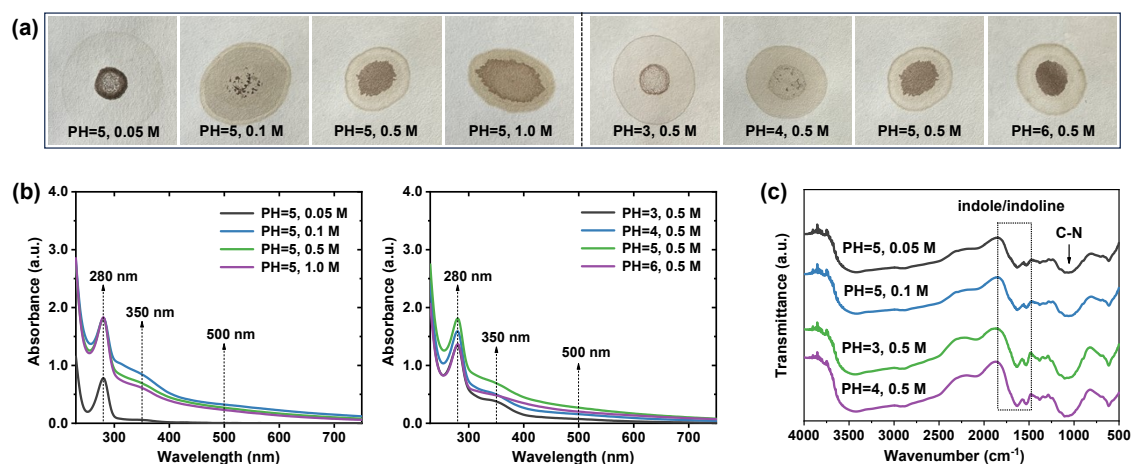 (a)
PH=5, 0.05 M
PH=5, 0.1 M
PH=5, 0.5 M
PH=5, 1.0 M
PH=3, 0.5 M
PH=4, 0.5 M
PH=5, 0.5 M
PH=6, 0.5 M
(b)
Absorbance (a.u.)
4.0
3.0
2.0
1.0
0.0
PH=5, 0.05 M
PH=5, 0.1 M
PH=5, 0.5 M
PH=5, 1.0 M
280 nm
350 nm
500 nm
300
400
500
600
700
Wavelength (nm)
Absorbance (a.u.)
4.0
3.0
2.0
1.0
0.0
PH=3, 0.5 M
PH=4, 0.5 M
PH=5, 0.5 M
PH=6, 0.5 M
280 nm
350 nm
500 nm
300
400
500
600
700
Wavelength (nm)
(c)
Transmittance (a.u.)
indole/indoline
C-N
PH=5, 0.05 M
PH=5, 0.1 M
PH=3, 0.5 M
PH=4, 0.5 M
4000
3500
3000
2500
2000
1500
1000
500
Wavenumber (cm⁻¹)